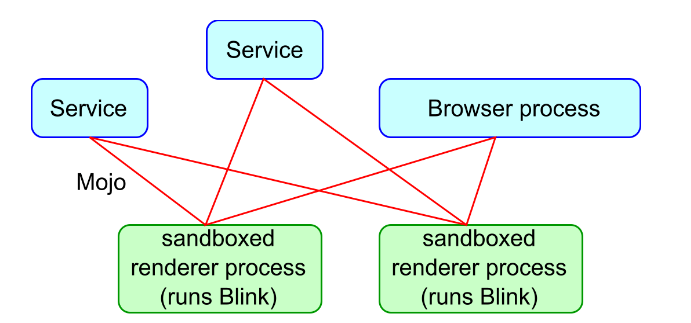 Service
Service
Browser process
Mojo
sandboxed
renderer process
(runs Blink)
sandboxed
renderer process
(runs Blink)